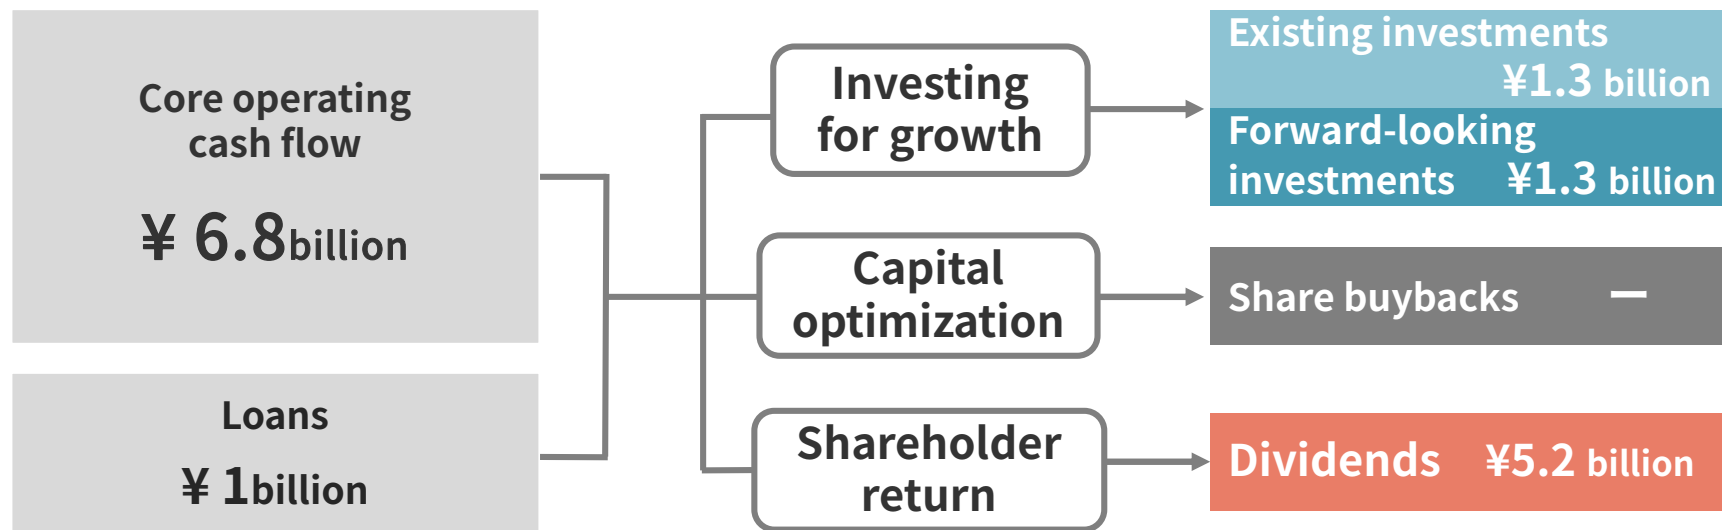 Core operating
cash flow
¥ 6.8billion
Loans
¥ 1billion
Investing
for growth
Capital
optimization
Shareholder
return
Existing investments
¥1.3 billion
Forward-looking
investments ¥1.3 billion
Share buybacks –
Dividends ¥5.2 billion